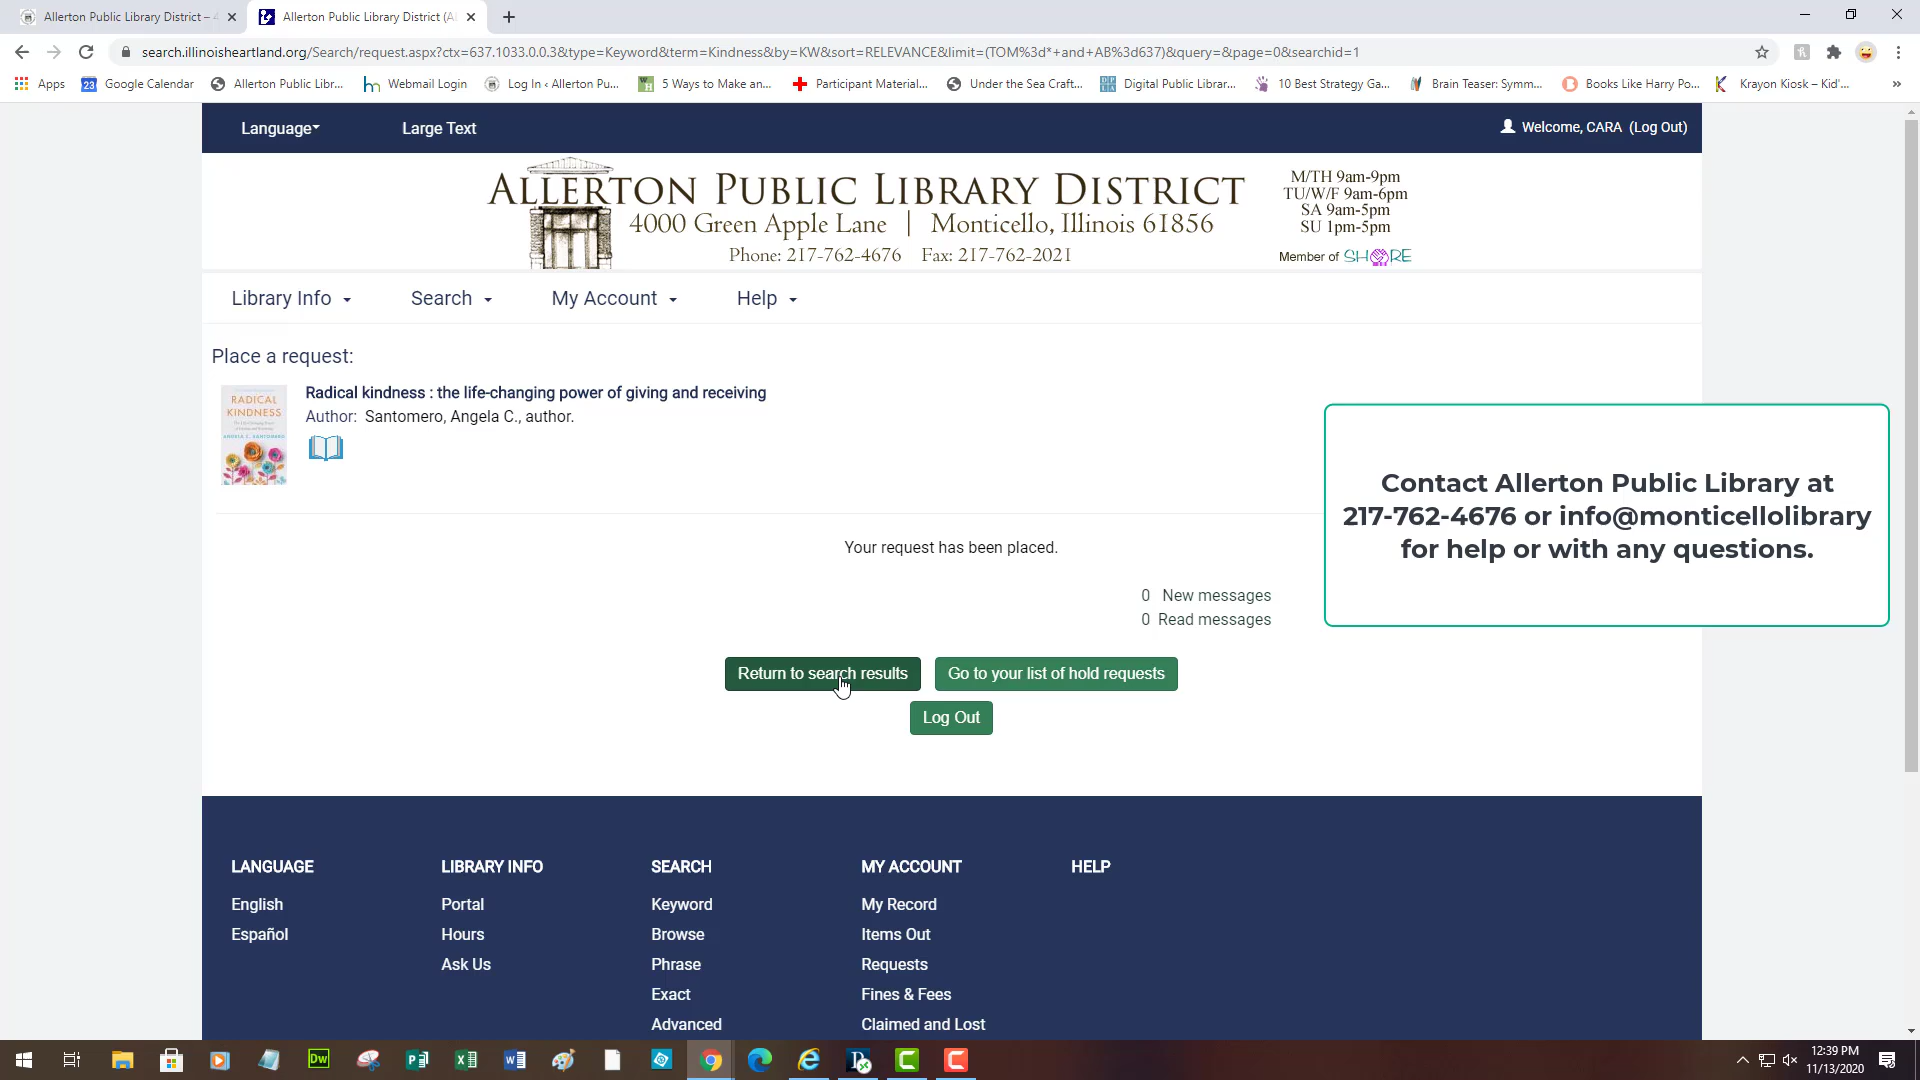 Allerton Public Library District – 4
Allerton Public Library District (A
search.illinoisheartland.org/Search/request.aspx?ctx=637.1033.0.0.3&type=Keyword&term=Kindness&by=KW&sort=RELEVANCE&limit=(TOM%3d*+and+AB%3d637)&query=&page=0&searchid=1
Apps
23 Google Calendar
Allerton Public Libr...
Webmail Login
Log In ‹ Allerton Pu...
5 Ways to Make an...
Participant Material...
Under the Sea Craft...
Digital Public Librar...
10 Best Strategy Ga...
Brain Teaser: Symm...
Books Like Harry Po...
Krayon Kiosk – Kid'...
»
Language
Large Text
Welcome, CARA (Log Out)
ALLERTON PUBLIC LIBRARY DISTRICT
4000 Green Apple Lane | Monticello, Illinois 61856
Phone: 217-762-4676 Fax: 217-762-2021
M/TH 9am-9pm
TU/W/F 9am-6pm
SA 9am-5pm
SU 1pm-5pm
Member of SHARE
Library Info
Search
My Account
Help
Place a request:
RADICAL
KINDNESS
ANGELA C. SANTOMERO
Radical kindness : the life-changing power of giving and receiving
Author: Santomero, Angela C., author.
Contact Allerton Public Library at
217-762-4676 or info@monticellolibrary
for help or with any questions.
Your request has been placed.
0 New messages
0 Read messages
Return to search results
Go to your list of hold requests
Log Out
LANGUAGE
English
Español
LIBRARY INFO
Portal
Hours
Ask Us
SEARCH
Keyword
Browse
Phrase
Exact
Advanced
MY ACCOUNT
My Record
Items Out
Requests
Fines & Fees
Claimed and Lost
HELP
Dw
12:39 PM
11/13/2020